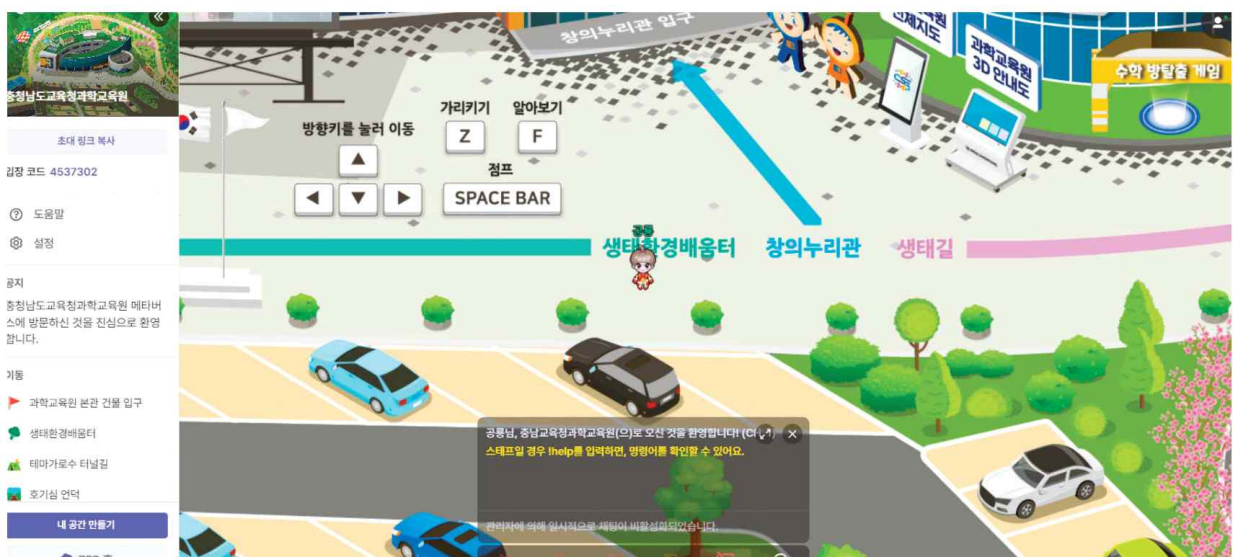 충청남도교육청과학교육원
초대 링크 복사
입장 코드 4537302
도움말
설정
공지
충청남도교육청과학교육원 메타버
스에 방문하신 것을 진심으로 환영
합니다.
이동
과학교육원 본관 건물 입구
생태환경배움터
테마가로수 터널길
호기심 언덕
내 공간 만들기
창의누리관 입구
전체지도
과학교육원
3D 안내도
수학 방탈출 게임
방향키를 눌러 이동
가리키기
알아보기
Z
F
점프
SPACE BAR
공룡
생태환경배움터
창의누리관
생태길
공룡님, 충남교육청과학교육원(으)로 오신 것을 환영합니다!
스태프일 경우 !help를 입력하면, 명령어를 확인할 수 있어요.
관리자에 의해 일시적으로 채팅이 비활성화되었습니다.